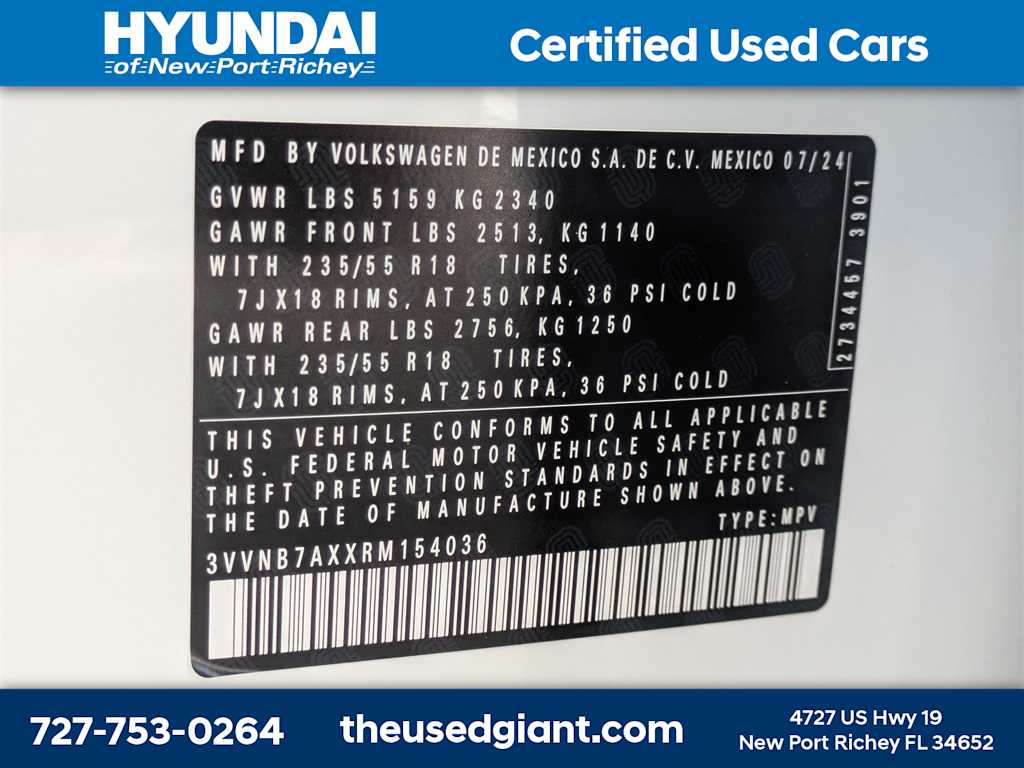 HYUNDAI
of New Port Richey
Certified Used Cars
MFD BY VOLKSWAGEN DE MEXICO S.A. DE C.V. MEXICO 07/24
GVWR LBS 5159 KG 2340
GAWR FRONT LBS 2513, KG 1140
WITH 235/55 R18 TIRES,
7JX18 RIMS, AT 250 KPA, 36 PSI COLD
GAWR REAR LBS 2756, KG 1250
WITH 235/55 R18 TIRES,
7JX18 RIMS, AT 250 KPA, 36 PSI COLD
2734457 3901
THIS VEHICLE CONFORMS TO ALL APPLICABLE
U.S. FEDERAL MOTOR VEHICLE SAFETY AND
THEFT PREVENTION STANDARDS IN EFFECT ON
THE DATE OF MANUFACTURE SHOWN ABOVE.
TYPE: MPV
3VVNB7AXXRM154036
727-753-0264
theusedgiant.com
4727 US Hwy 19
New Port Richey FL 34652